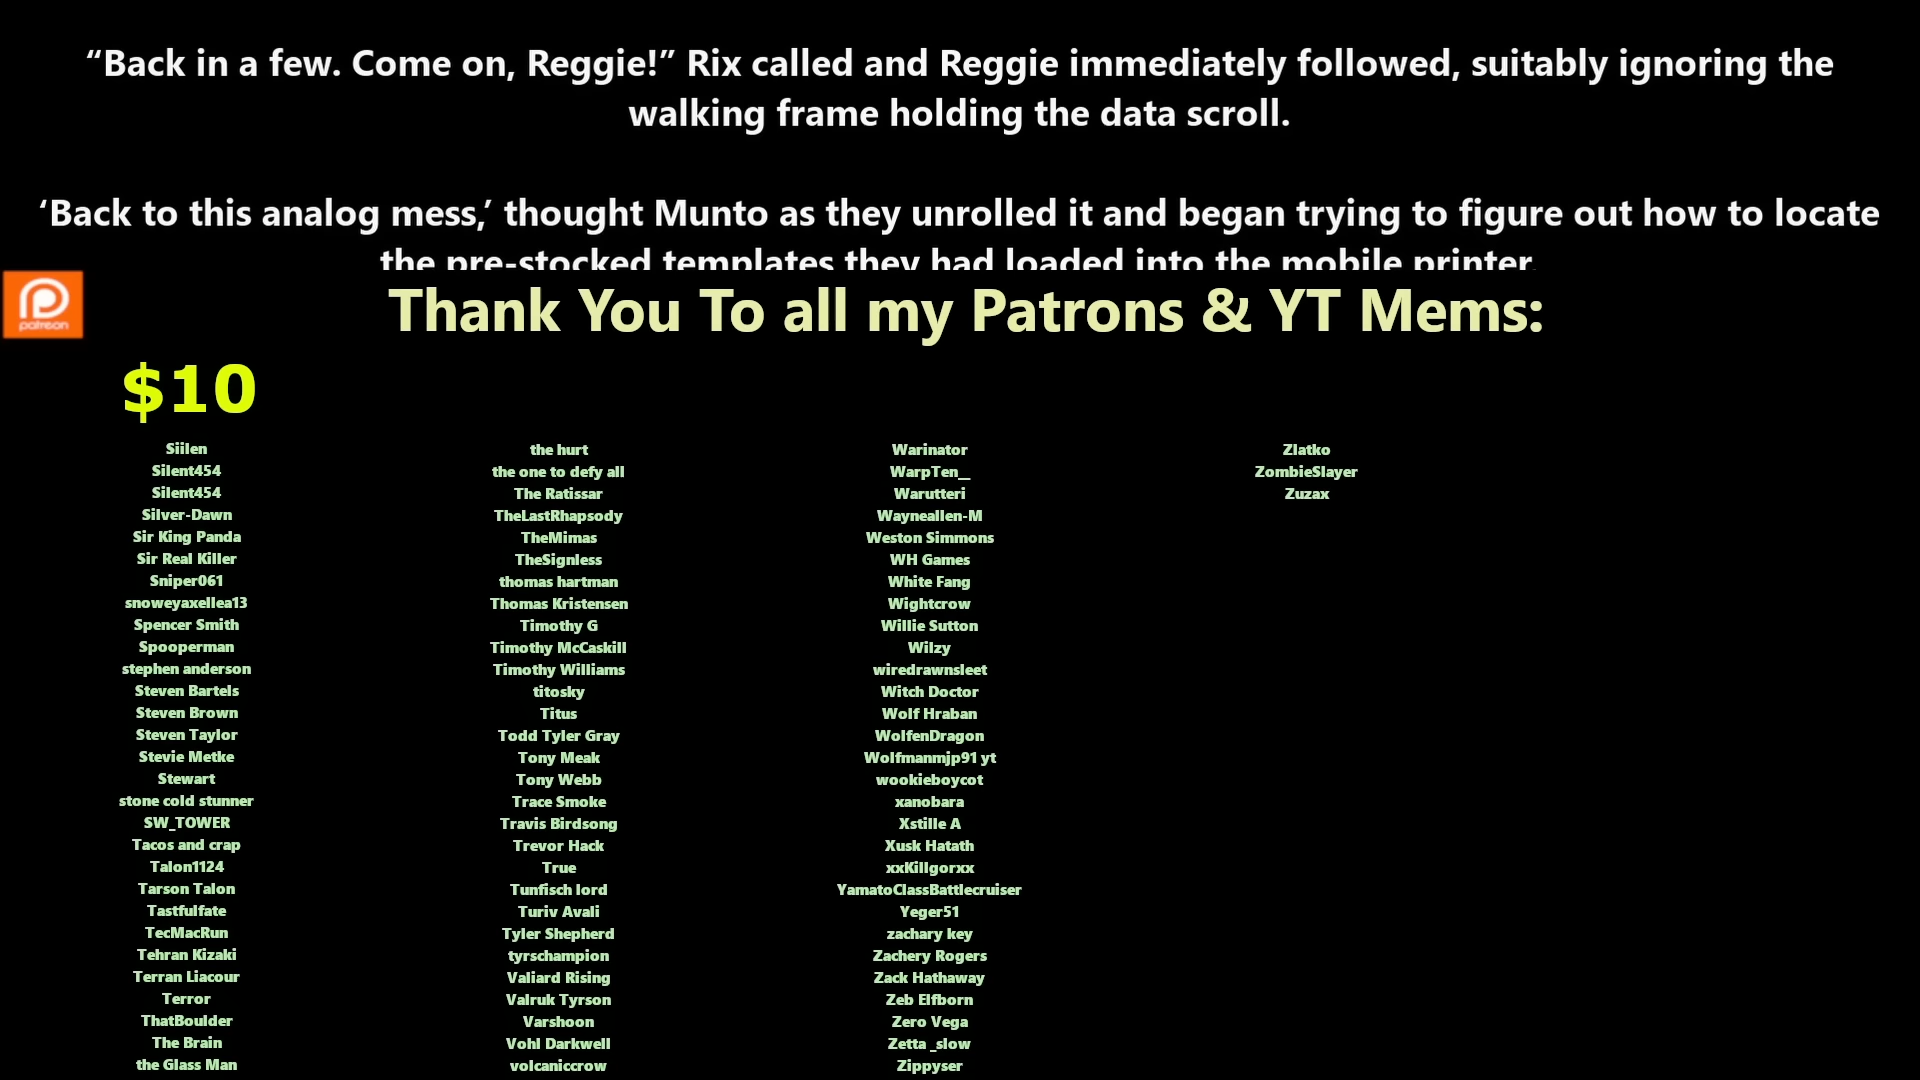 “Back in a few. Come on, Reggie!” Rix called and Reggie immediately followed, suitably ignoring the
walking frame holding the data scroll.
‘Back to this analog mess,’ thought Munto as they unrolled it and began trying to figure out how to locate
the pre-stocked templates they had loaded into the mobile printer.
patreon
Thank You To all my Patrons & YT Mems:
$10
Siilen
Silent454
Silent454
Silver-Dawn
Sir King Panda
Sir Real Killer
Sniper061
snoweyaxellea13
Spencer Smith
Spooperman
stephen anderson
Steven Bartels
Steven Brown
Steven Taylor
Stevie Metke
Stewart
stone cold stunner
SW_TOWER
Tacos and crap
Talon1124
Tarson Talon
Tastfulfate
TecMacRun
Tehran Kizaki
Terran Liacour
Terror
ThatBoulder
The Brain
the Glass Man
the hurt
the one to defy all
The Ratissar
TheLastRhapsody
TheMimas
TheSignless
thomas hartman
Thomas Kristensen
Timothy G
Timothy McCaskill
Timothy Williams
titosky
Titus
Todd Tyler Gray
Tony Meak
Tony Webb
Trace Smoke
Travis Birdsong
Trevor Hack
True
Tunfisch lord
Turiv Avali
Tyler Shepherd
tyrschampion
Valiard Rising
Valruk Tyrson
Varshoon
Vohl Darkwell
volcaniccrow
Warinator
WarpTen__
Warutteri
Wayneallen-M
Weston Simmons
WH Games
White Fang
Wightcrow
Willie Sutton
Wilzy
wiredrawnsleet
Witch Doctor
Wolf Hraban
WolfenDragon
Wolfmanmjp91 yt
wookieboycot
xanobara
Xstille A
Xusk Hatath
xxKillgorxx
YamatoClassBattlecruiser
Yeger51
zachary key
Zachery Rogers
Zack Hathaway
Zeb Elfborn
Zero Vega
Zetta _slow
Zippyser
Zlatko
ZombieSlayer
Zuzax